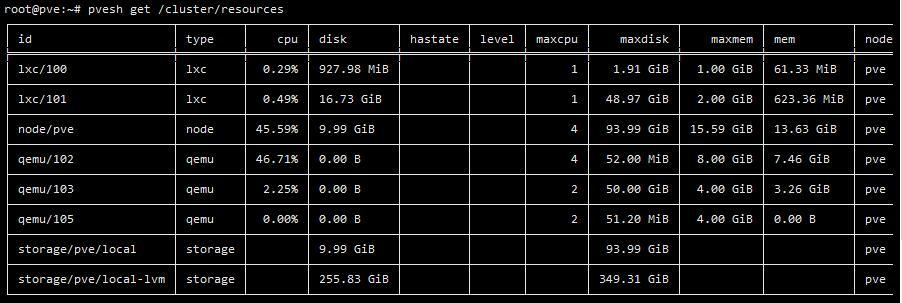 root@pve:~# pvesh get /cluster/resources
id type cpu disk hastate level maxcpu maxdisk maxmem mem node
lxc/100 lxc 0.29% 927.98 MiB 1 1.91 GiB 1.00 GiB 61.33 MiB pve
lxc/101 lxc 0.49% 16.73 GiB 1 48.97 GiB 2.00 GiB 623.36 MiB pve
node/pve node 45.59% 9.99 GiB 4 93.99 GiB 15.59 GiB 13.63 GiB pve
qemu/102 qemu 46.71% 0.00 B 4 52.00 MiB 8.00 GiB 7.46 GiB pve
qemu/103 qemu 2.25% 0.00 B 2 50.00 GiB 4.00 GiB 3.26 GiB pve
qemu/105 qemu 0.00% 0.00 B 2 51.20 MiB 4.00 GiB 0.00 B pve
storage/pve/local storage 9.99 GiB 93.99 GiB pve
storage/pve/local-lvm storage 255.83 GiB 349.31 GiB pve